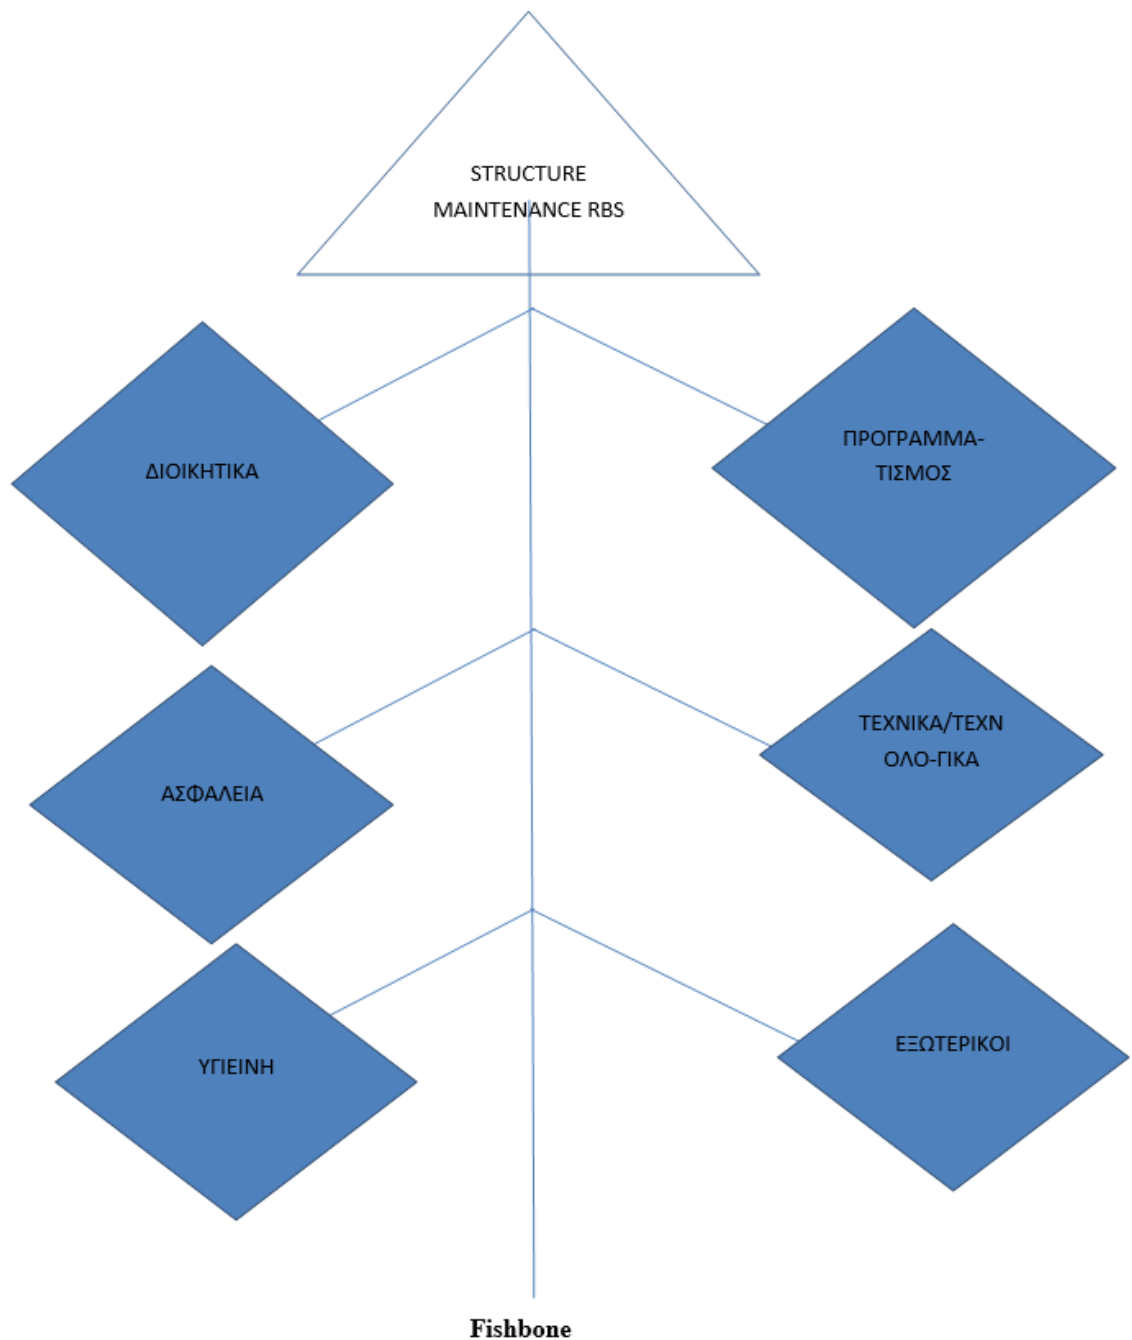 STRUCTURE
MAINTENANCE RBS
ΔΙΟΙΚΗΤΙΚΑ
ΠΡΟΓΡΑΜΜΑ-
ΤΙΣΜΟΣ
ΑΣΦΑΛΕΙΑ
ΤΕΧΝΙΚΑ/ΤΕΧΝ
ΟΛΟ-ΓΙΚΑ
ΥΓΙΕΙΝΗ
ΕΞΩΤΕΡΙΚΟΙ
Fishbone